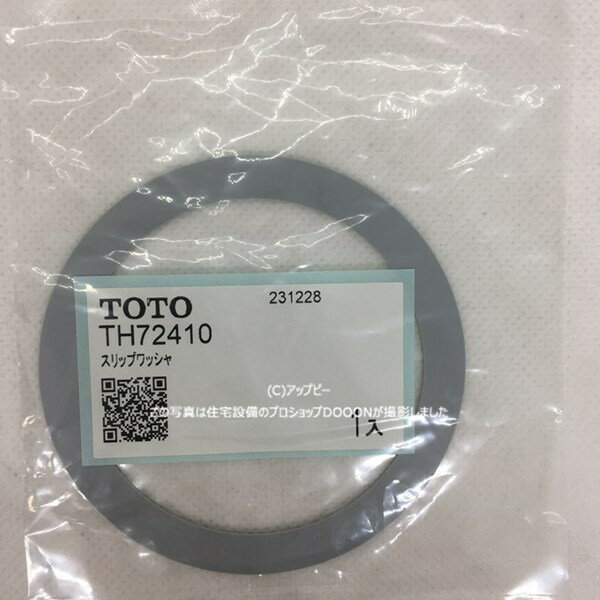 TOTO 231228
TH72410
スリップワッシャ
(C)アップビー
この写真は住宅設備のプロショップDOOONが撮影しました
1入